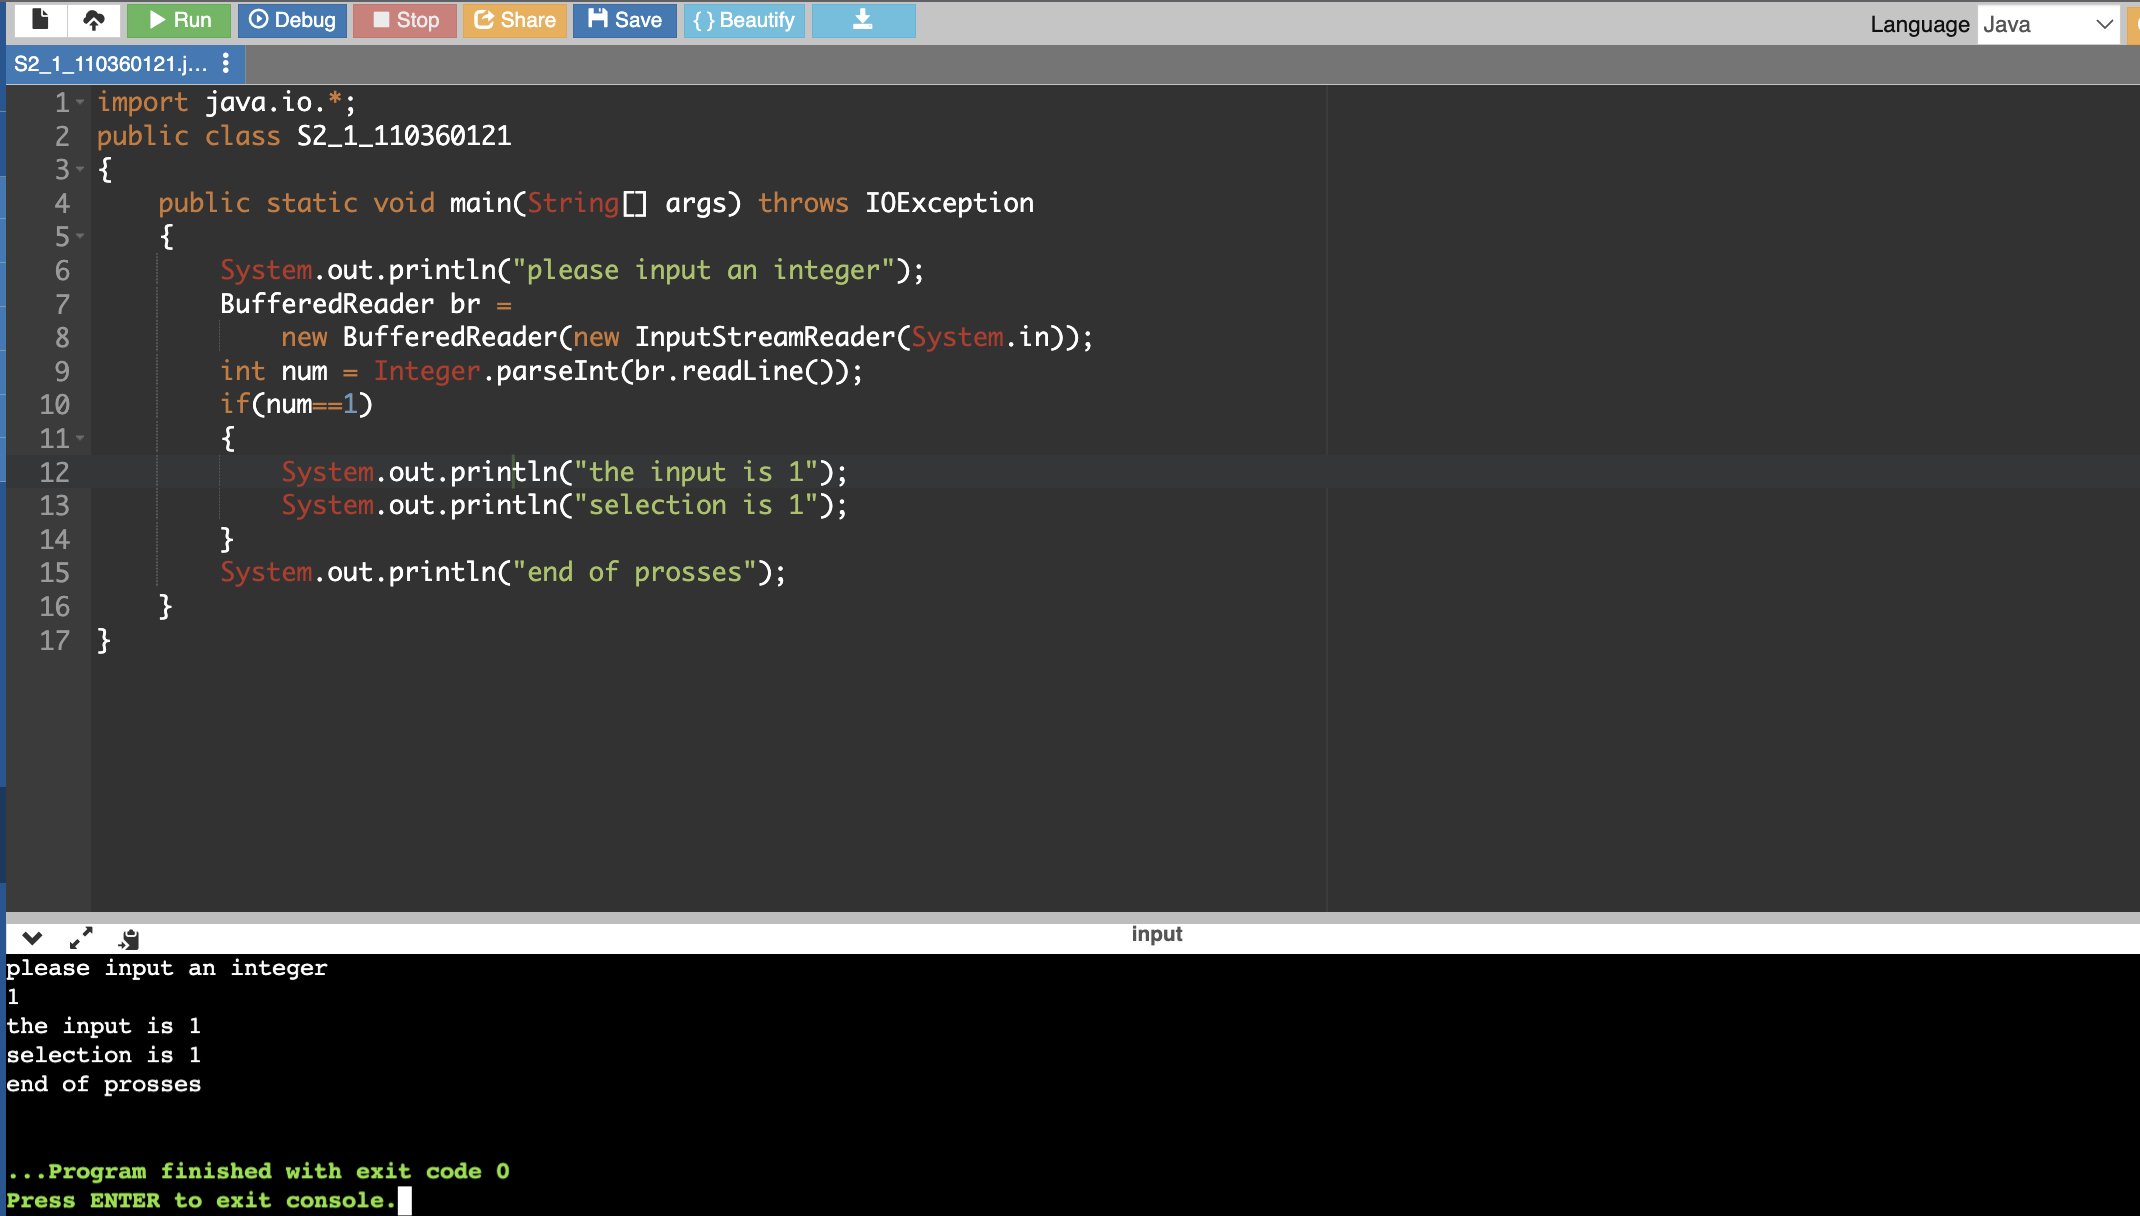 Run Debug Stop Share Save {} Beautify Language Java
S2_1_110360121.j...
1 import java.io.*;
2 public class S2_1_110360121
3 {
4 public static void main(String[] args) throws IOException
5 {
6 System.out.println("please input an integer");
7 BufferedReader br =
8 new BufferedReader(new InputStreamReader(System.in));
9 int num = Integer.parseInt(br.readLine());
10 if(num==1)
11 {
12 System.out.println("the input is 1");
13 System.out.println("selection is 1");
14 }
15 System.out.println("end of prosses");
16 }
17 }
input
please input an integer
1
the input is 1
selection is 1
end of prosses
...Program finished with exit code 0
Press ENTER to exit console.